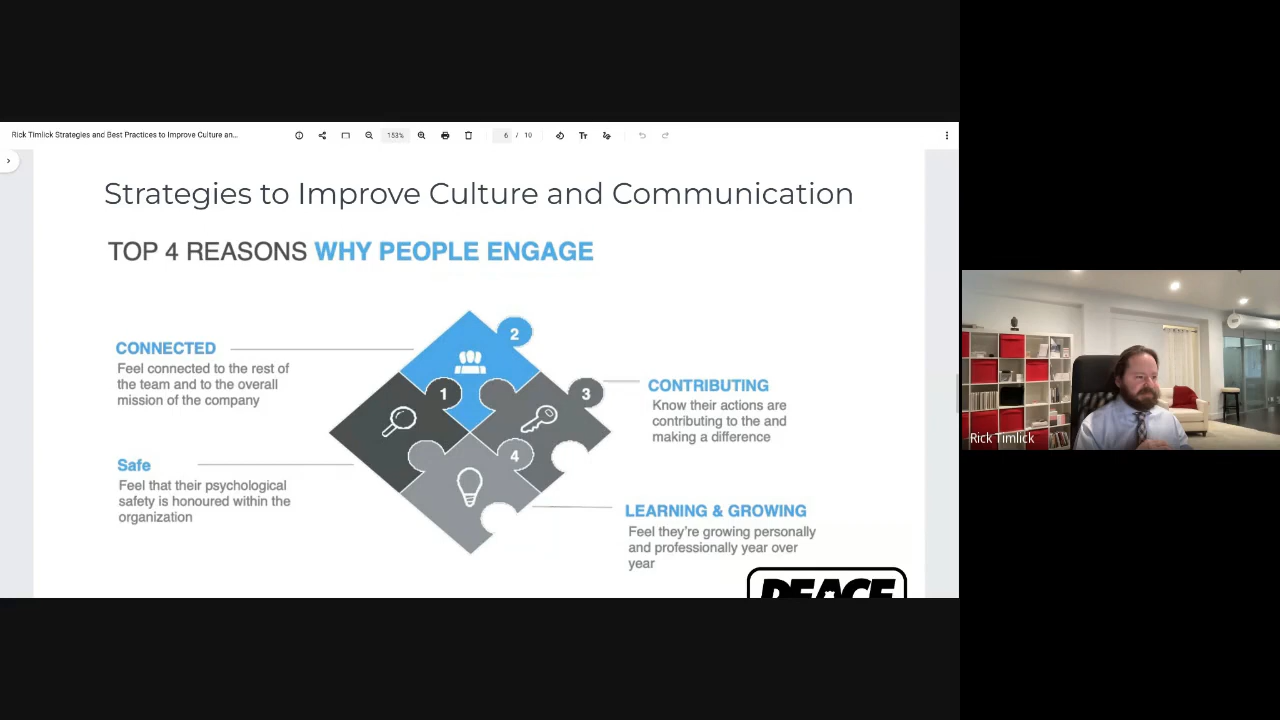 Rick Timlick Strategies and Best Practices to Improve Culture an...
153%
6 / 10
Strategies to Improve Culture and Communication
TOP 4 REASONS WHY PEOPLE ENGAGE
CONNECTED
Feel connected to the rest of
the team and to the overall
mission of the company
Safe
Feel that their psychological
safety is honoured within the
organization
1
2
3
4
CONTRIBUTING
Know their actions are
contributing to the and
making a difference
LEARNING & GROWING
Feel they're growing personally
and professionally year over
year
PEACE
Rick Timlick